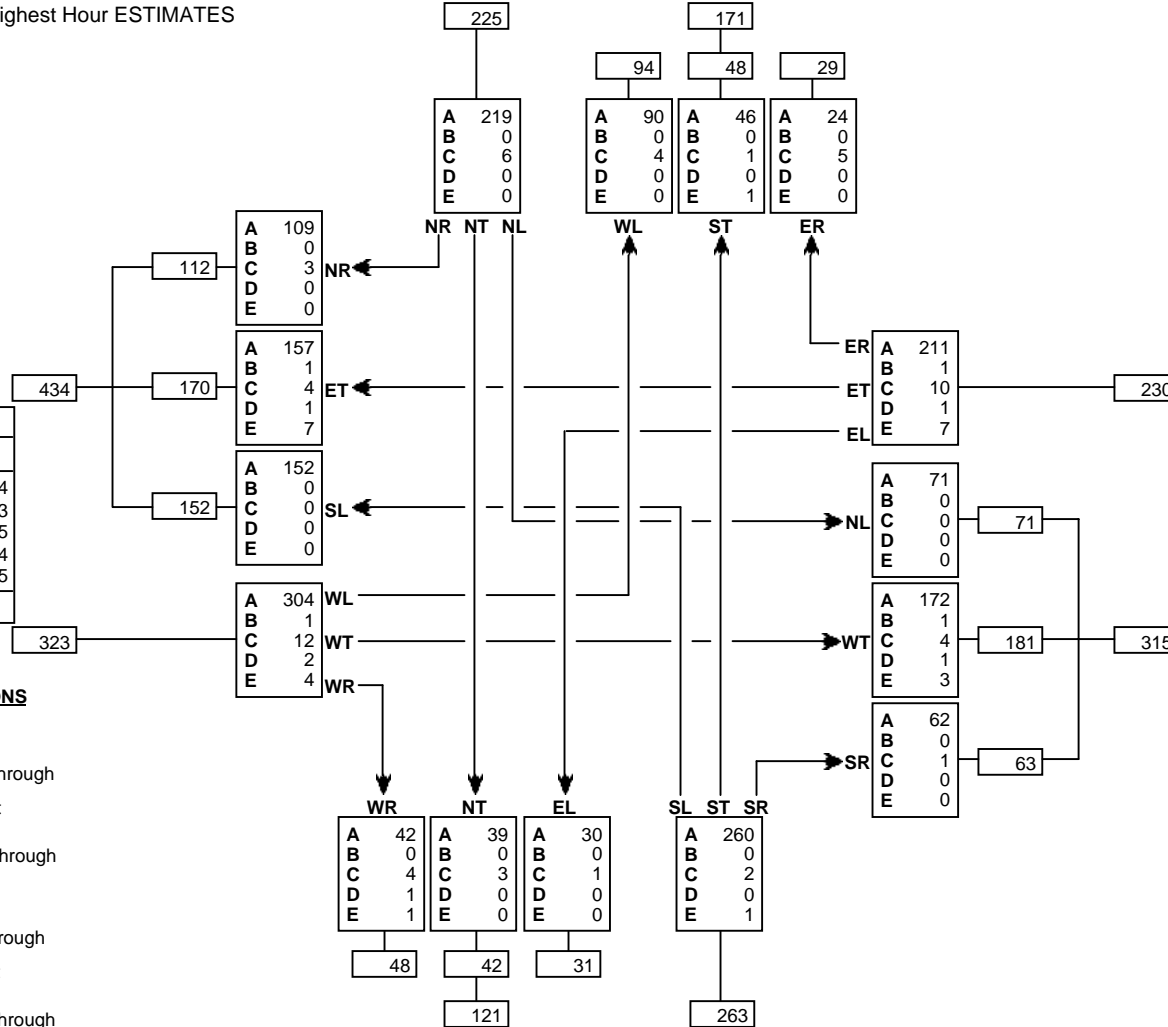 ighest Hour ESTIMATES
225
171
94
48
29
A 219
B 0
C 6
D 0
E 0
A 90
B 0
C 4
D 0
E 0
A 46
B 0
C 1
D 0
E 1
A 24
B 0
C 5
D 0
E 0
NR NT NL
WL
ST
ER
112
A 109
B 0
C 3
D 0
E 0
NR
434
170
A 157
B 1
C 4
D 1
E 7
ET
ER
ET
EL
A 211
B 1
C 10
D 1
E 7
230
152
A 152
B 0
C 0
D 0
E 0
SL
NL
A 71
B 0
C 0
D 0
E 0
71
4
3
5
4
5
323
A 304
B 1
C 12
D 2
E 4
WL
WT
WR
WT
A 172
B 1
C 4
D 1
E 3
181
315
SR
A 62
B 0
C 1
D 0
E 0
63
NS
hrough
hrough
rough
hrough
WR
NT
EL
SL ST SR
A 42
B 0
C 4
D 1
E 1
A 39
B 0
C 3
D 0
E 0
A 30
B 0
C 1
D 0
E 0
A 260
B 0
C 2
D 0
E 1
48
42
31
121
263